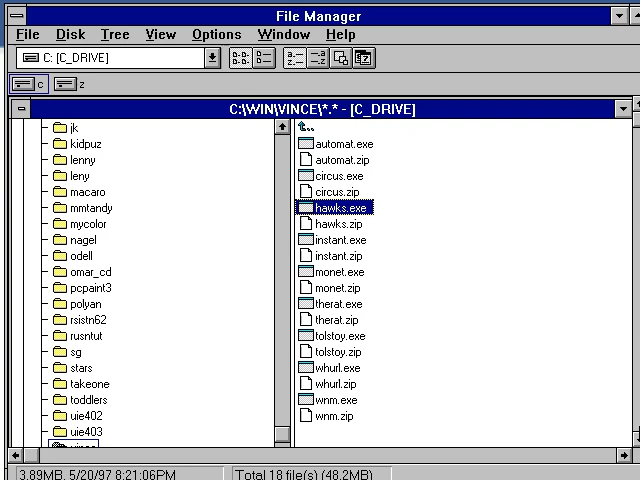 File Manager
File Disk Tree View Options Window Help
C: [C_DRIVE]
c z
C:\WIN\VINCE\*.* - [C_DRIVE]
jk
kidpuz
lenny
leny
macaro
mmtandy
mycolor
nagel
odell
omar_cd
pcpaint3
polyan
rsistn62
rusntut
sg
stars
takeone
toddlers
uie402
uie403
automat.exe
automat.zip
circus.exe
circus.zip
hawks.exe
hawks.zip
instant.exe
instant.zip
monet.exe
monet.zip
therat.exe
therat.zip
tolstoy.exe
tolstoy.zip
whurl.exe
whurl.zip
wnm.exe
wnm.zip
3.89MB, 5/20/97 8:21:06PM
Total 18 file(s) (48.2MB)